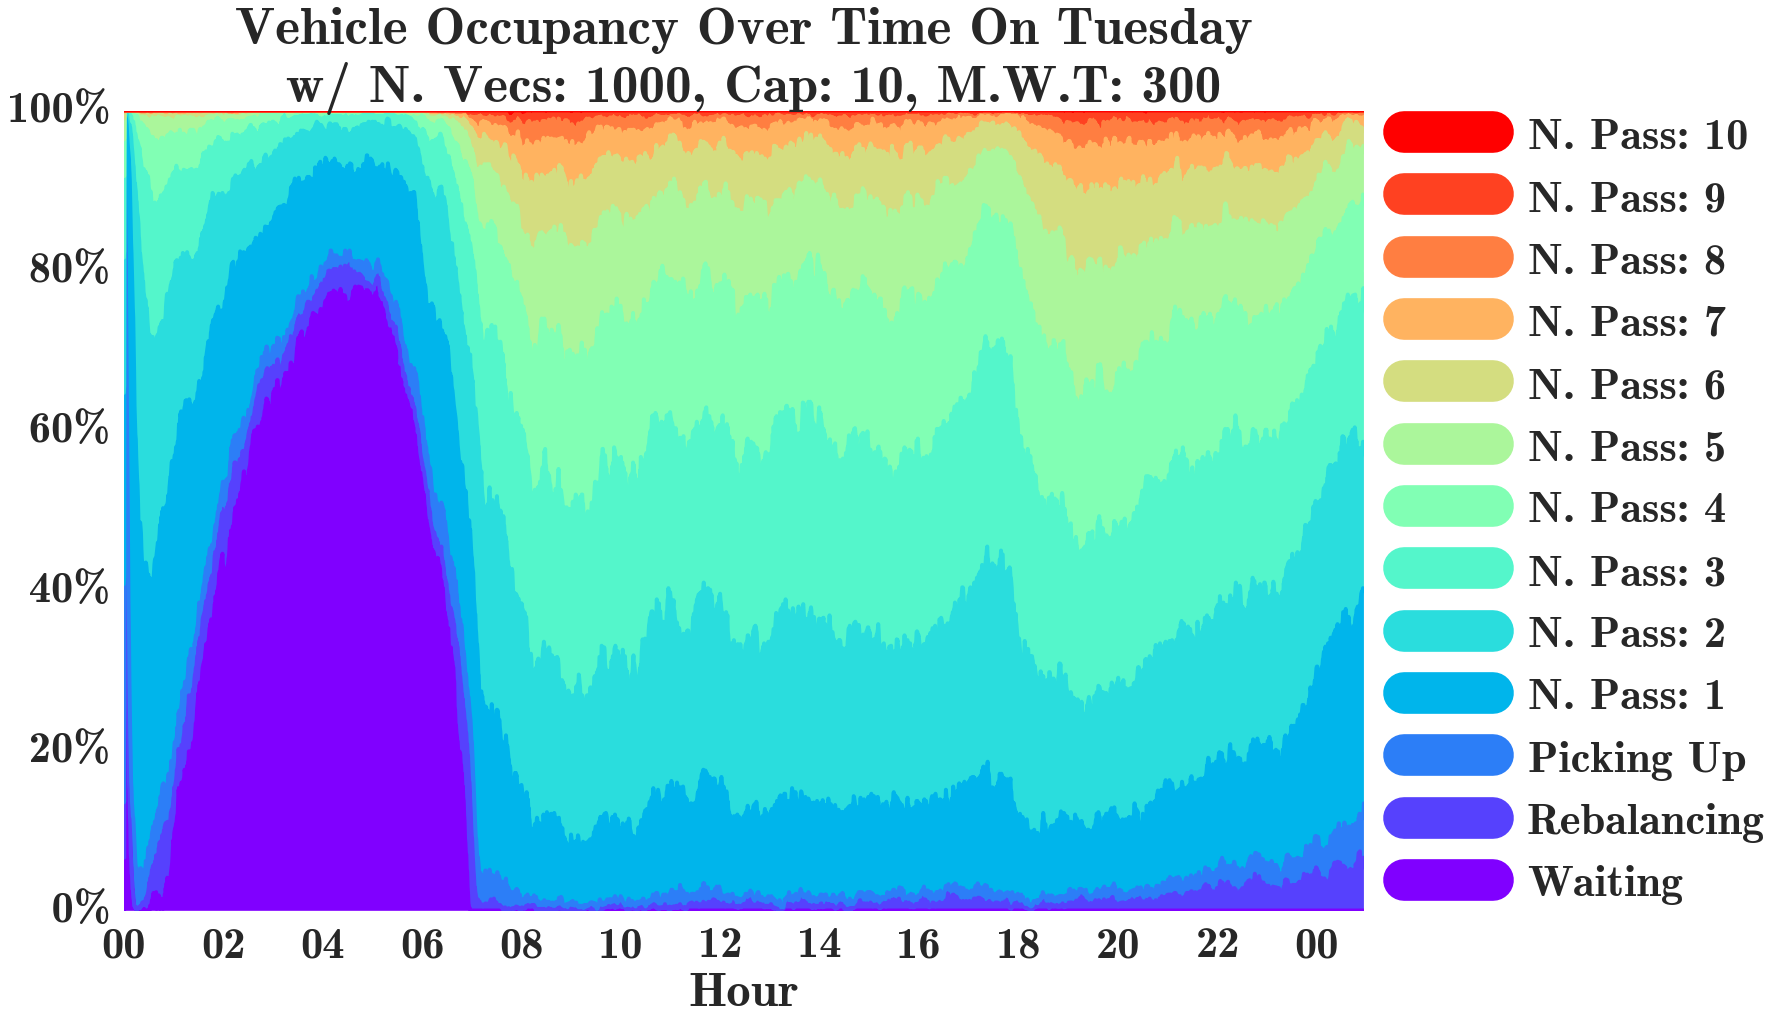 Vehicle Occupancy Over Time On Tuesday
w/ N. Vecs: 1000, Cap: 10, M.W.T: 300
100%
80%
60%
40%
20%
0%
00 02 04 06 08 10 12 14 16 18 20 22 00
Hour
N. Pass: 10
N. Pass: 9
N. Pass: 8
N. Pass: 7
N. Pass: 6
N. Pass: 5
N. Pass: 4
N. Pass: 3
N. Pass: 2
N. Pass: 1
Picking Up
Rebalancing
Waiting